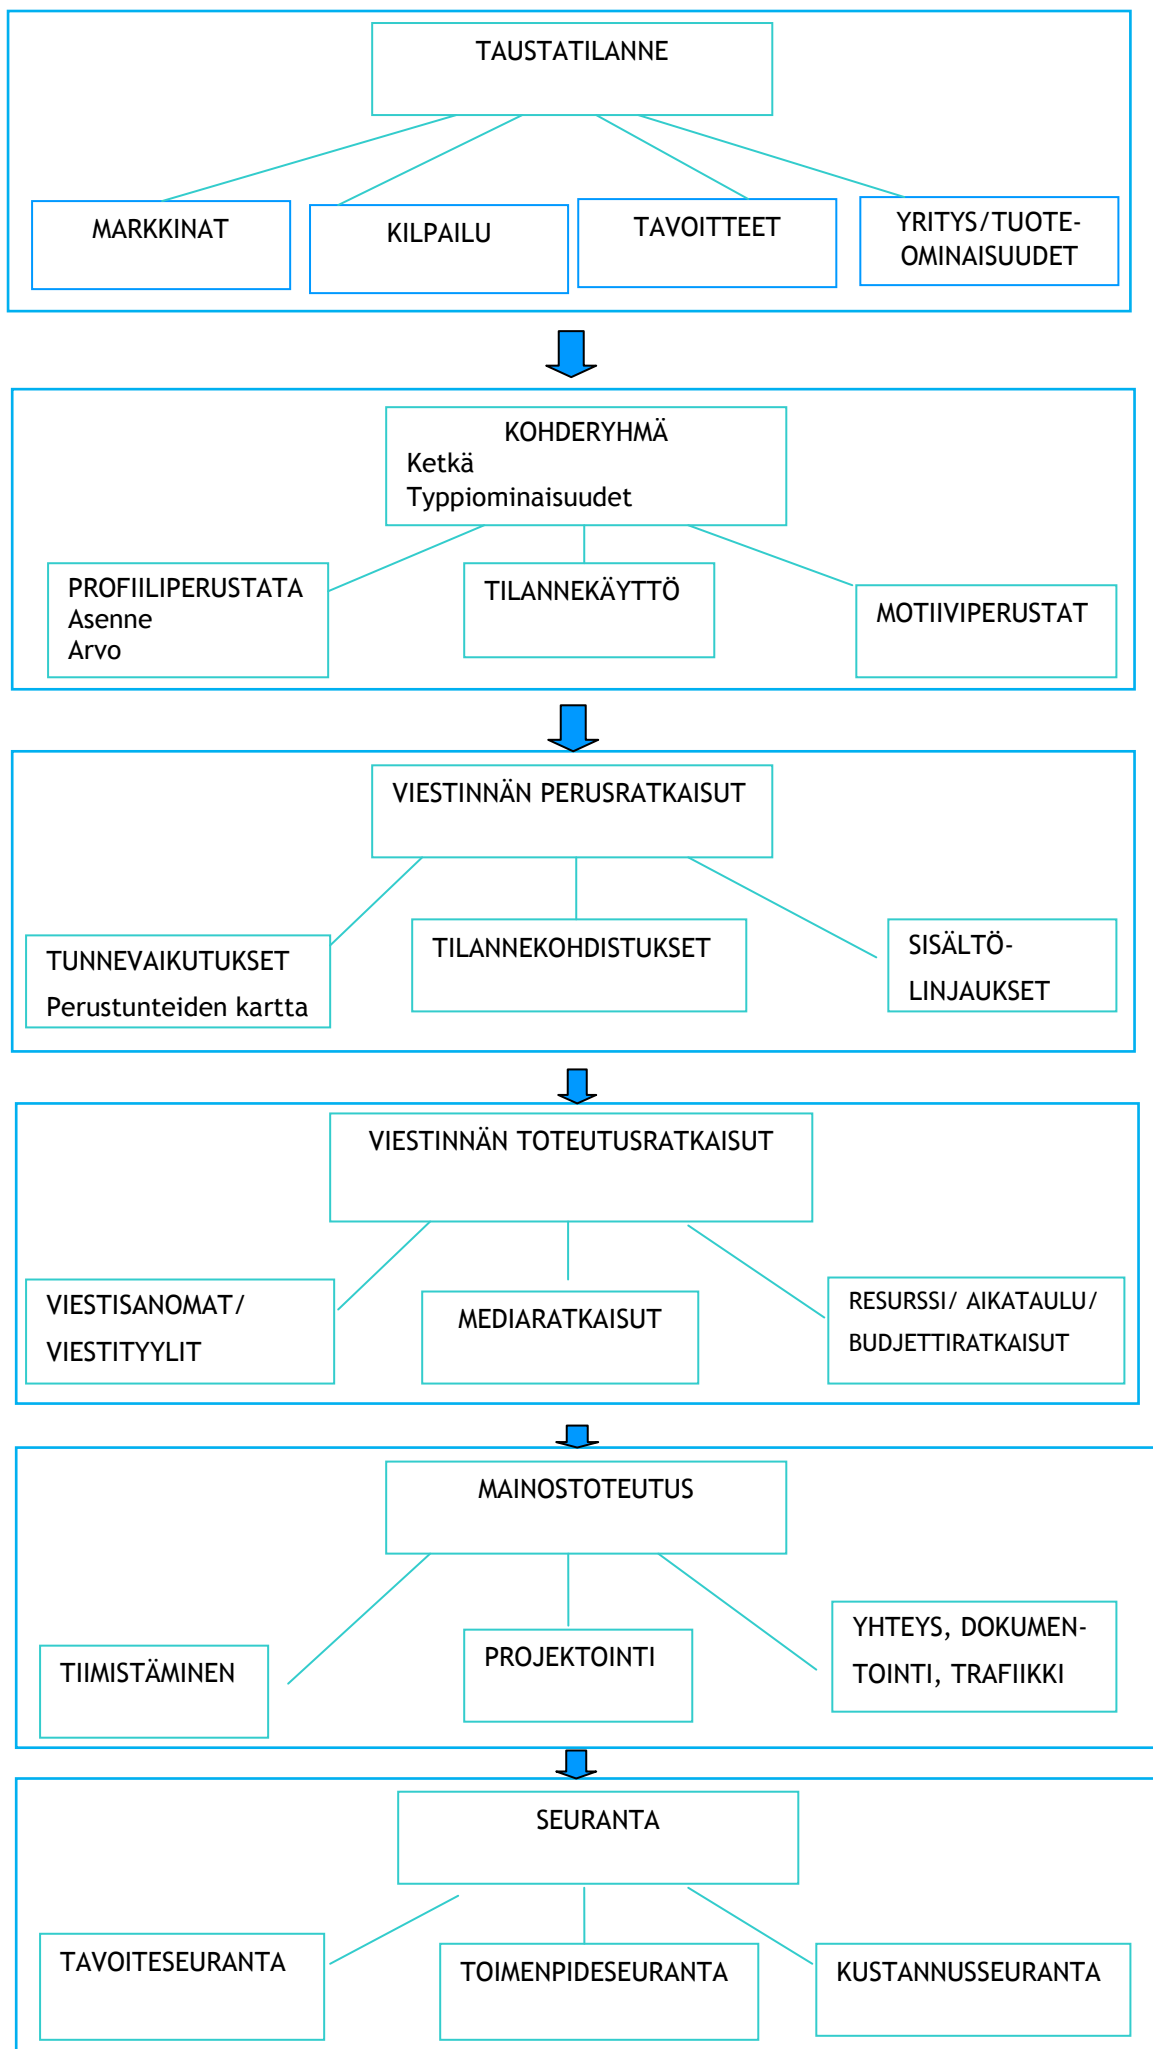 TAUSTATILANNE
MARKKINAT
KILPAILU
TAVOITTEET
YRITYS/TUOTE-
OMINAISUUDET
KOHDERYHMÄ
Ketkä
Typpiominaisuudet
PROFIILIPERUSTATA
Asenne
Arvo
TILANNEKÄYTTÖ
MOTIIVIPERUSTAT
VIESTINNÄN PERUSRATKAISUT
TUNNEVAIKUTUKSET
Perustunteiden kartta
TILANNEKOHDISTUKSET
SISÄLTÖ-
LINJAUKSET
VIESTINNÄN TOTEUTUSRATKAISUT
VIESTISANOMAT/
VIESTITYYLIT
MEDIARATKAISUT
RESURSSI/ AIKATAULU/
BUDJETTIRATKAISUT
MAINOSTOTEUTUS
TIIMISTÄMINEN
PROJEKTOINTI
YHTEYS, DOKUMEN-
TOINTI, TRAFIIKKI
SEURANTA
TAVOITESEURANTA
TOIMENPIDESEURANTA
KUSTANNUSSEURANTA